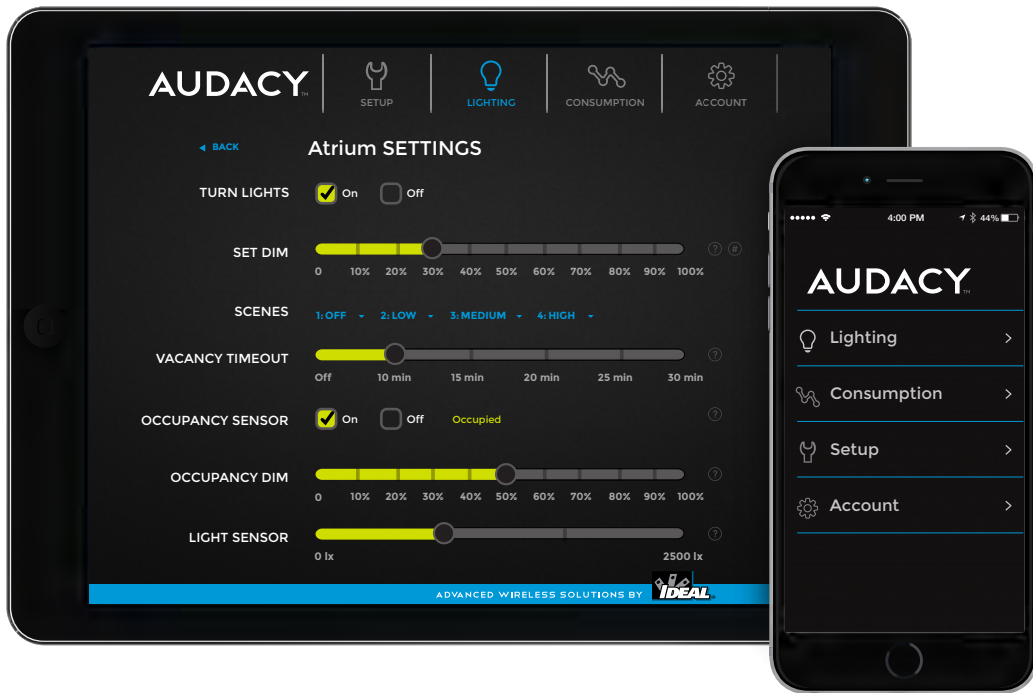 AUDACY™
SETUP
LIGHTING
CONSUMPTION
ACCOUNT
BACK
Atrium SETTINGS
TURN LIGHTS On Off
SET DIM ? #
0 10% 20% 30% 40% 50% 60% 70% 80% 90% 100%
SCENES 1: OFF 2: LOW 3: MEDIUM 4: HIGH
VACANCY TIMEOUT ?
Off 10 min 15 min 20 min 25 min 30 min
OCCUPANCY SENSOR On Off Occupied ?
OCCUPANCY DIM ?
0 10% 20% 30% 40% 50% 60% 70% 80% 90% 100%
LIGHT SENSOR ?
0 lx 2500 lx
ADVANCED WIRELESS SOLUTIONS BY IDEAL
4:00 PM 44%
AUDACY™
Lighting
Consumption
Setup
Account